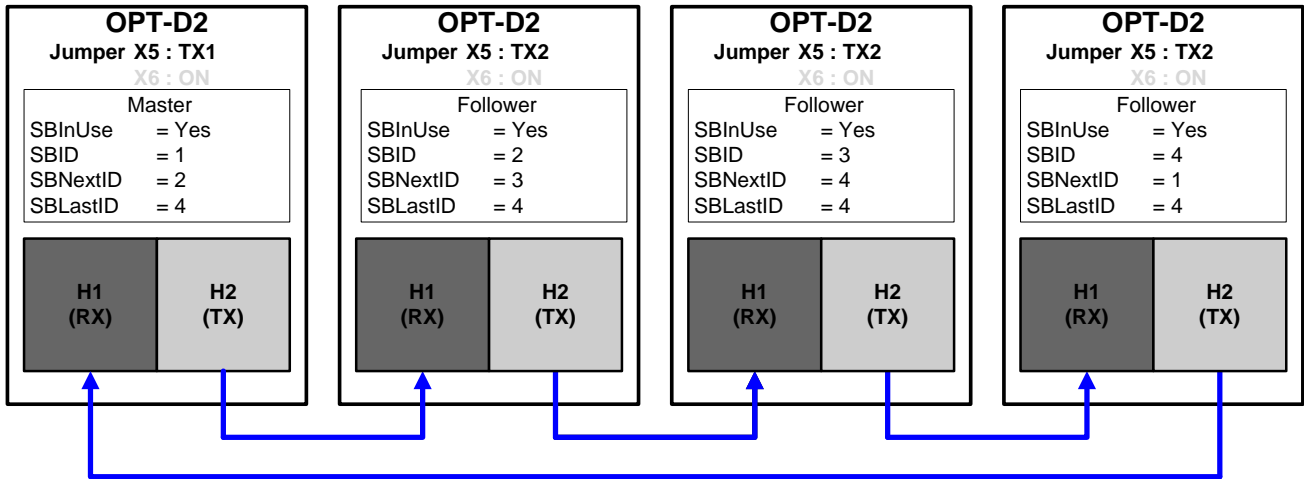 OPT-D2
Jumper X5 : TX1
X6 : ON
Master
SBInUse = Yes
SBID = 1
SBNextID = 2
SBLastID = 4
H1
(RX)
H2
(TX)
OPT-D2
Jumper X5 : TX2
X6 : ON
Follower
SBInUse = Yes
SBID = 2
SBNextID = 3
SBLastID = 4
H1
(RX)
H2
(TX)
OPT-D2
Jumper X5 : TX2
X6 : ON
Follower
SBInUse = Yes
SBID = 3
SBNextID = 4
SBLastID = 4
H1
(RX)
H2
(TX)
OPT-D2
Jumper X5 : TX2
X6 : ON
Follower
SBInUse = Yes
SBID = 4
SBNextID = 1
SBLastID = 4
H1
(RX)
H2
(TX)